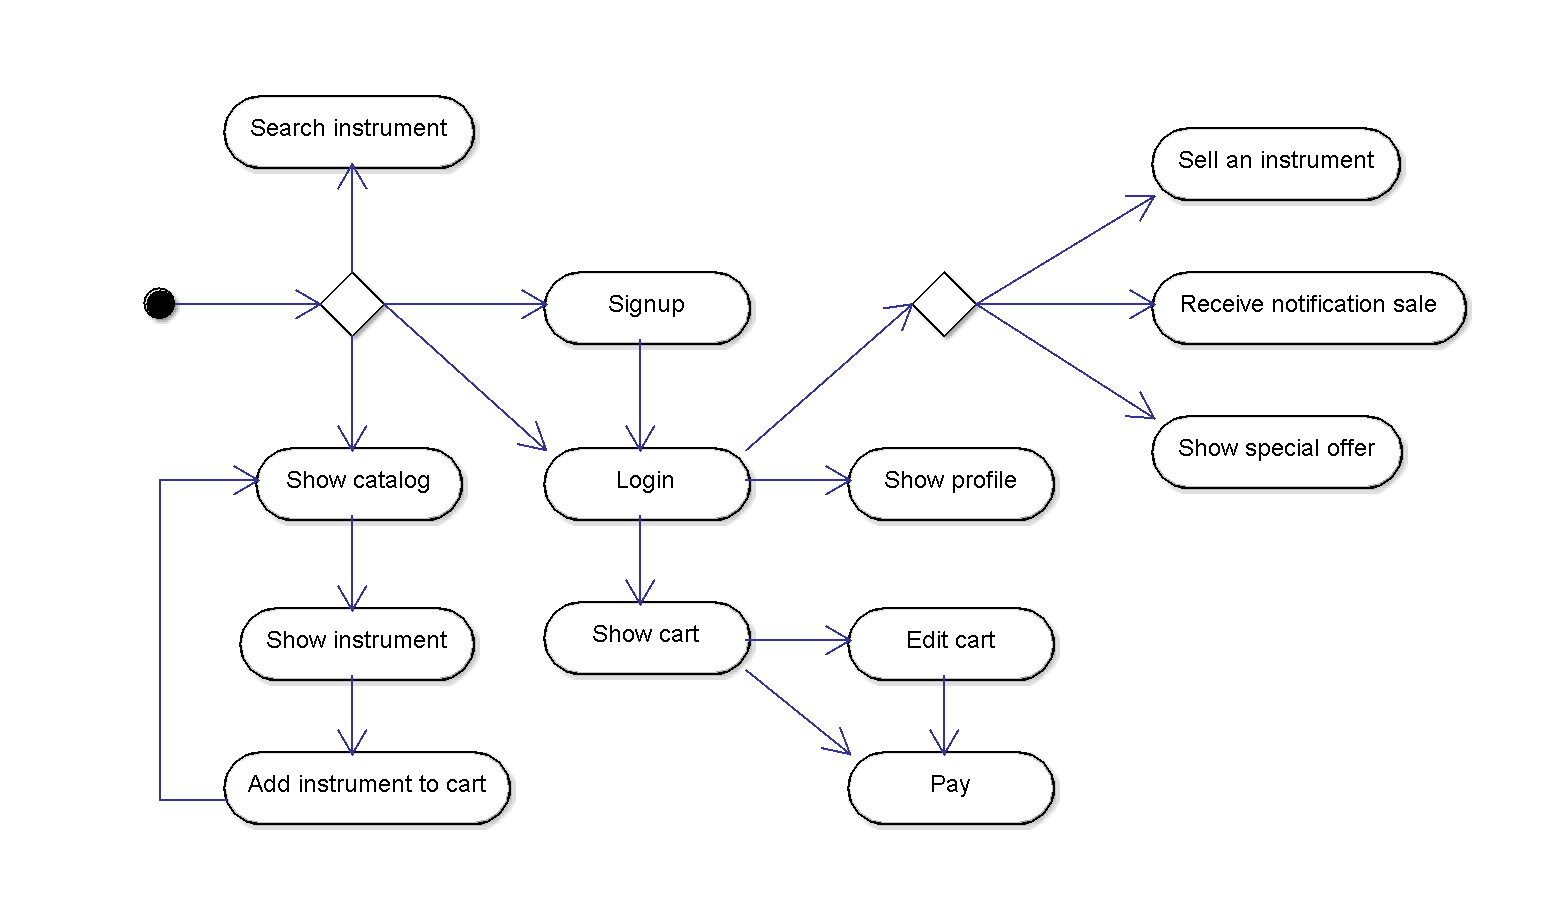 Search instrument
Sell an instrument
Signup
Receive notification sale
Show special offer
Show catalog
Login
Show profile
Show instrument
Show cart
Edit cart
Add instrument to cart
Pay